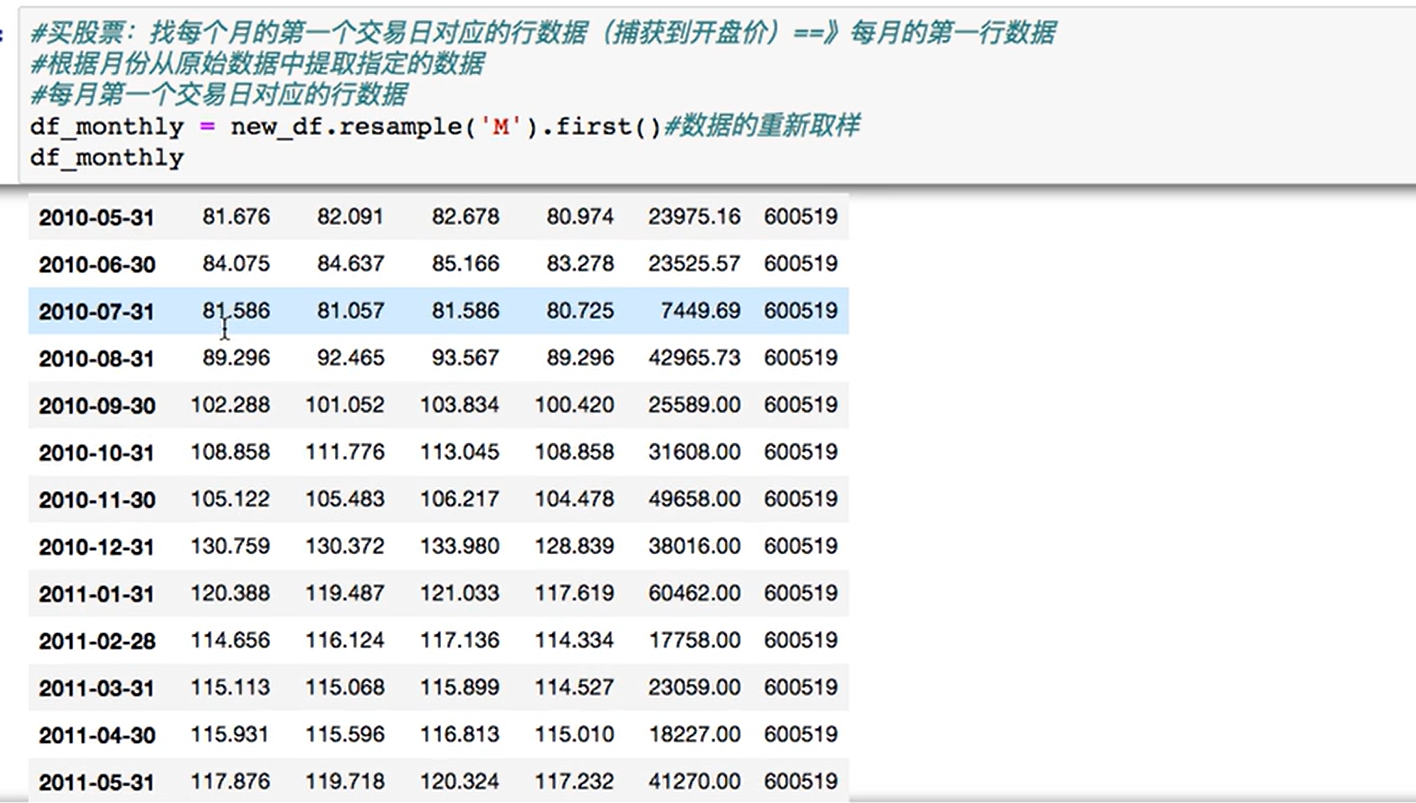 #买股票：找每个月的第一个交易日对应的行数据（捕获到开盘价）==》每月的第一行数据
#根据月份从原始数据中提取指定的数据
#每月第一个交易日对应的行数据
df_monthly = new_df.resample('M').first()#数据的重新取样
df_monthly
2010-05-31 81.676 82.091 82.678 80.974 23975.16 600519
2010-06-30 84.075 84.637 85.166 83.278 23525.57 600519
2010-07-31 81.586 81.057 81.586 80.725 7449.69 600519
2010-08-31 89.296 92.465 93.567 89.296 42965.73 600519
2010-09-30 102.288 101.052 103.834 100.420 25589.00 600519
2010-10-31 108.858 111.776 113.045 108.858 31608.00 600519
2010-11-30 105.122 105.483 106.217 104.478 49658.00 600519
2010-12-31 130.759 130.372 133.980 128.839 38016.00 600519
2011-01-31 120.388 119.487 121.033 117.619 60462.00 600519
2011-02-28 114.656 116.124 117.136 114.334 17758.00 600519
2011-03-31 115.113 115.068 115.899 114.527 23059.00 600519
2011-04-30 115.931 115.596 116.813 115.010 18227.00 600519
2011-05-31 117.876 119.718 120.324 117.232 41270.00 600519